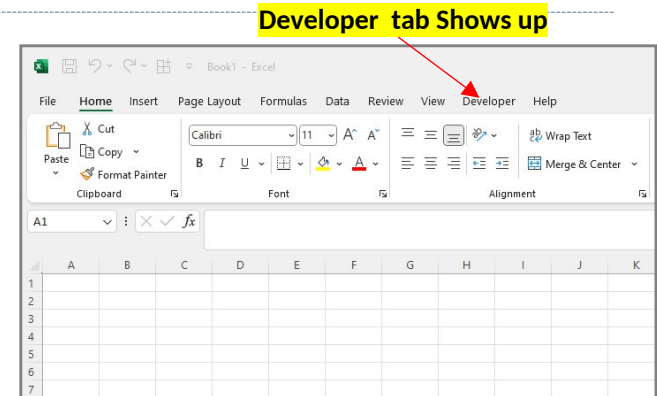 Developer tab Shows up
Book1 - Excel
File Home Insert Page Layout Formulas Data Review View Developer Help
Paste
Cut
Copy
Format Painter
Clipboard
Calibri 11 A A
B I U A
Font
ab Wrap Text
Merge & Center
Alignment
A1 fx
A B C D E F G H I J K
1
2
3
4
5
6
7